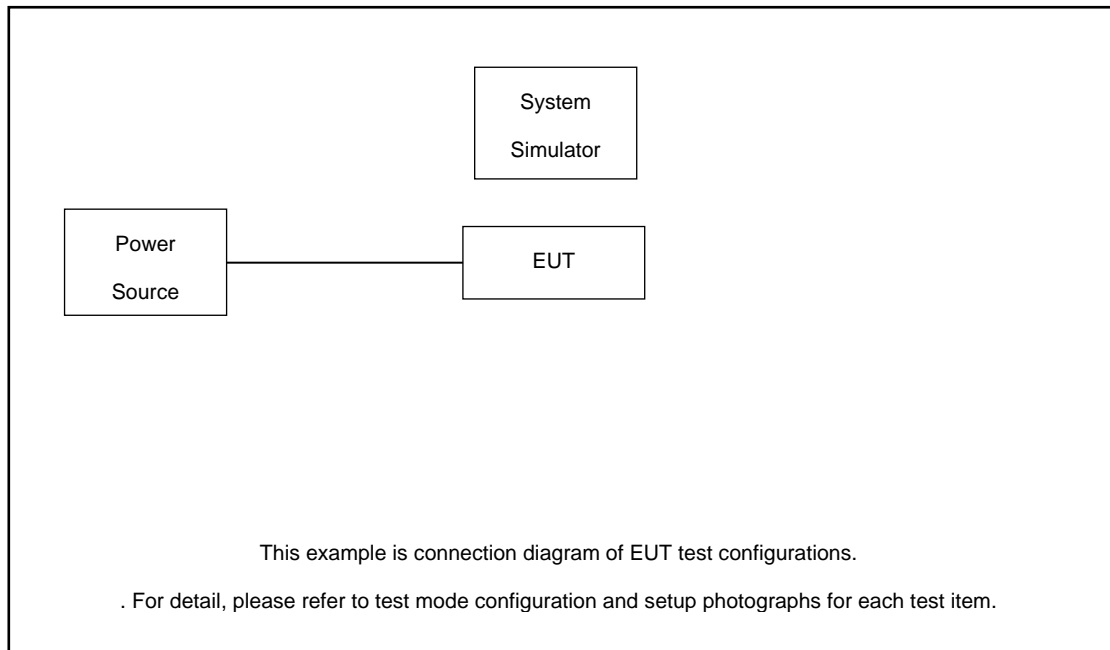 System
Simulator
Power
Source
EUT
This example is connection diagram of EUT test configurations.
. For detail, please refer to test mode configuration and setup photographs for each test item.